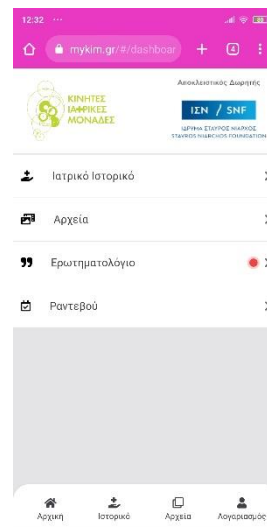 12:32 ...
mykim.gr/#/dashboar
4
ΚΙΝΗΤΕΣ
ΙΑΤΡΙΚΕΣ
ΜΟΝΑΔΕΣ
Αποκλειστικός Δωρητής
ΙΣΝ / SNF
ΙΔΡΥΜΑ ΣΤΑΥΡΟΣ ΝΙΑΡΧΟΣ
STAVROS NIARCHOS FOUNDATION
Ιατρικό Ιστορικό
Αρχεία
Ερωτηματολόγιο
Ραντεβού
Αρχική
Ιστορικό
Αρχεία
Λογαριασμός